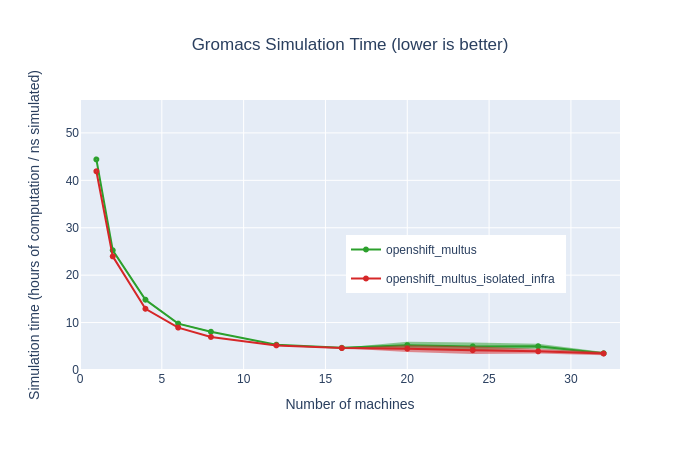 Gromacs Simulation Time (lower is better)
Simulation time (hours of computation / ns simulated)
50
40
30
20
10
0
0 5 10 15 20 25 30
Number of machines
openshift_multus
openshift_multus_isolated_infra